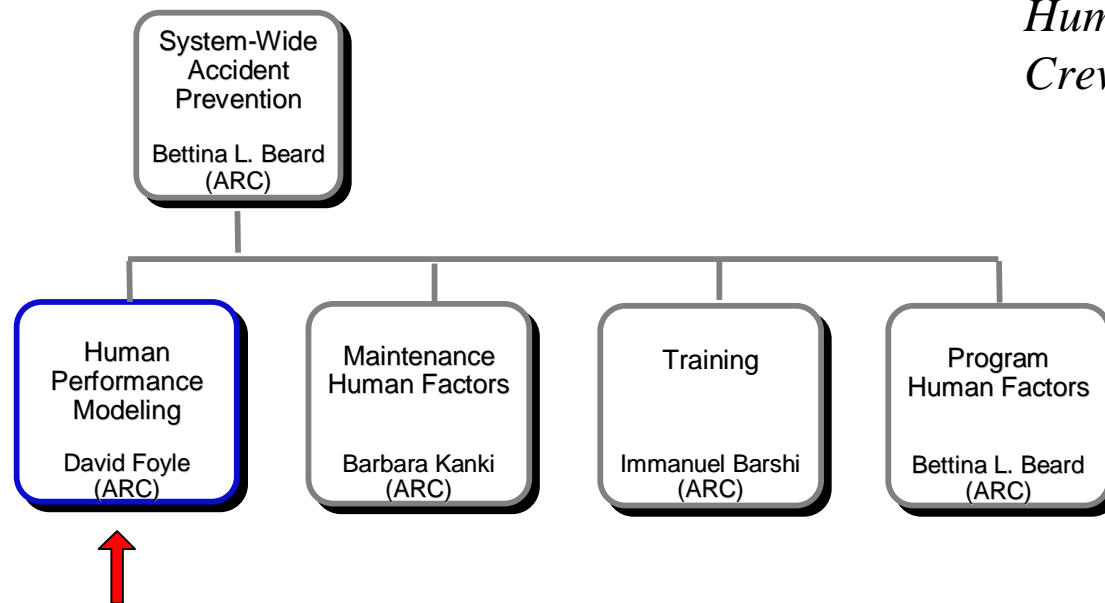 System-Wide
Accident
Prevention
Bettina L. Beard
(ARC)
Human
Performance
Modeling
David Foyle
(ARC)
Maintenance
Human Factors
Barbara Kanki
(ARC)
Training
Immanuel Barshi
(ARC)
Program
Human Factors
Bettina L. Beard
(ARC)